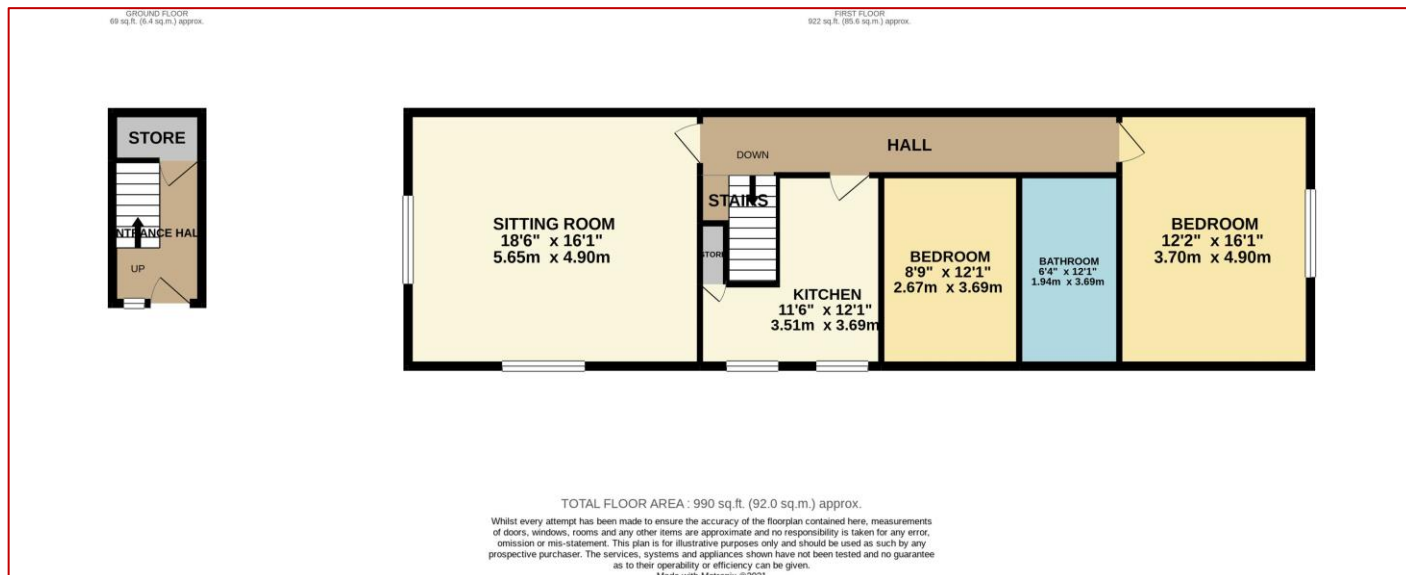 GROUND FLOOR
69 sq.ft. (6.4 sq.m.) approx.
STORE
ENTRANCE HALL
UP
FIRST FLOOR
922 sq.ft. (85.6 sq.m.) approx.
SITTING ROOM
18'6" x 16'1"
5.65m x 4.90m
HALL
DOWN
STAIRS
STORE
KITCHEN
11'6" x 12'1"
3.51m x 3.69m
BEDROOM
8'9" x 12'1"
2.67m x 3.69m
BATHROOM
6'4" x 12'1"
1.94m x 3.69m
BEDROOM
12'2" x 16'1"
3.70m x 4.90m
TOTAL FLOOR AREA : 990 sq.ft. (92.0 sq.m.) approx.
Whilst every attempt has been made to ensure the accuracy of the floorplan contained here, measurements
of doors, windows, rooms and any other items are approximate and no responsibility is taken for any error,
omission or mis-statement. This plan is for illustrative purposes only and should be used as such by any
prospective purchaser. The services, systems and appliances shown have not been tested and no guarantee
as to their operability or efficiency can be given.
Made with Metropix ©2021